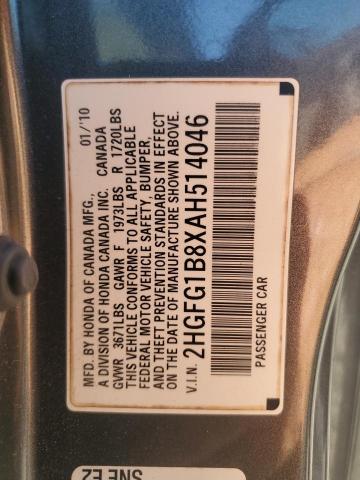 MFD. BY HONDA OF CANADA MFG., 01/'10
A DIVISION OF HONDA CANADA INC. CANADA
GVWR 3671LBS GAWR F 1973LBS R 1720LBS
THIS VEHICLE CONFORMS TO ALL APPLICABLE
FEDERAL MOTOR VEHICLE SAFETY, BUMPER,
AND THEFT PREVENTION STANDARDS IN EFFECT
ON THE DATE OF MANUFACTURE SHOWN ABOVE.
V.I.N. 2HGFG1B8XAH514046
PASSENGER CAR